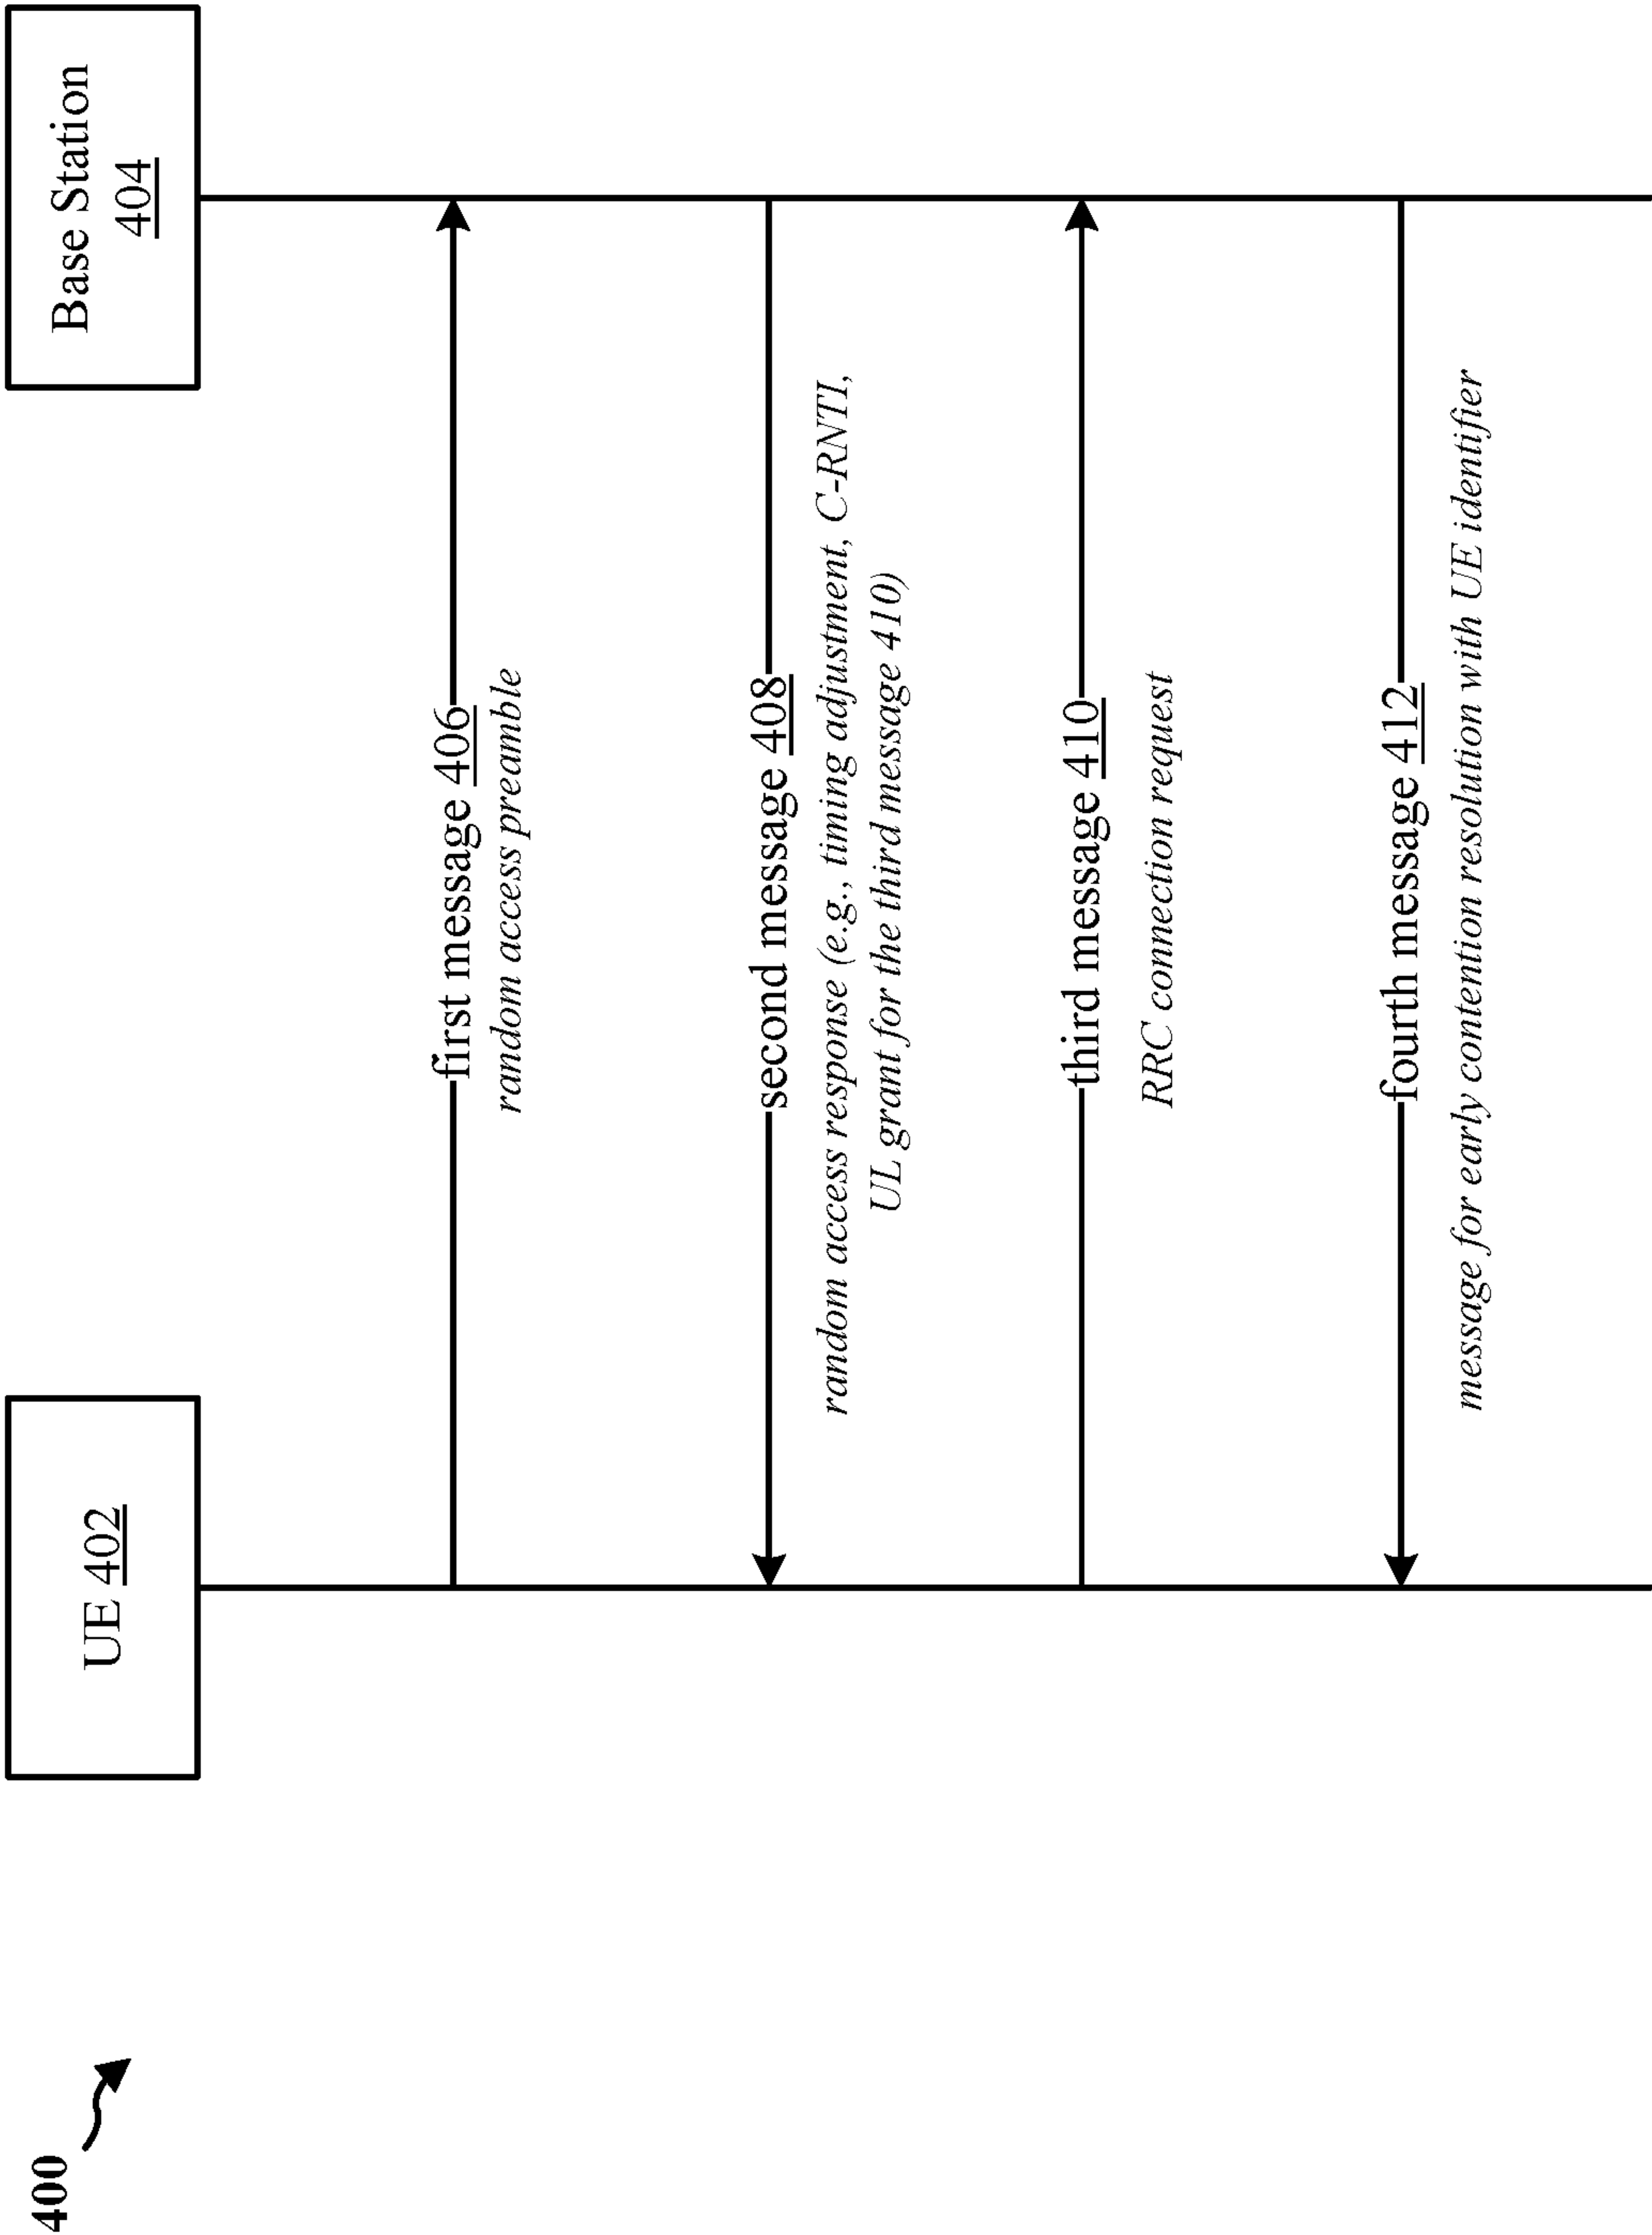 400
UE 402
Base Station
404
first message 406
random access preamble
second message 408
random access response (e.g., timing adjustment, C-RNTI,
UL grant for the third message 410)
third message 410
RRC connection request
fourth message 412
message for early contention resolution with UE identifier